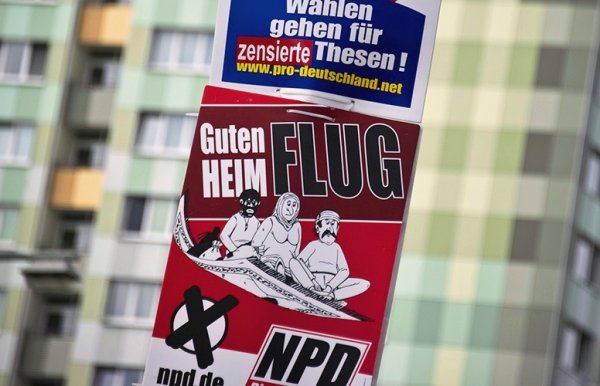 Wählen
gehen für
zensierte Thesen !
www.pro-deutschland.net
Guten
HEIM FLUG
NPD
npd.de